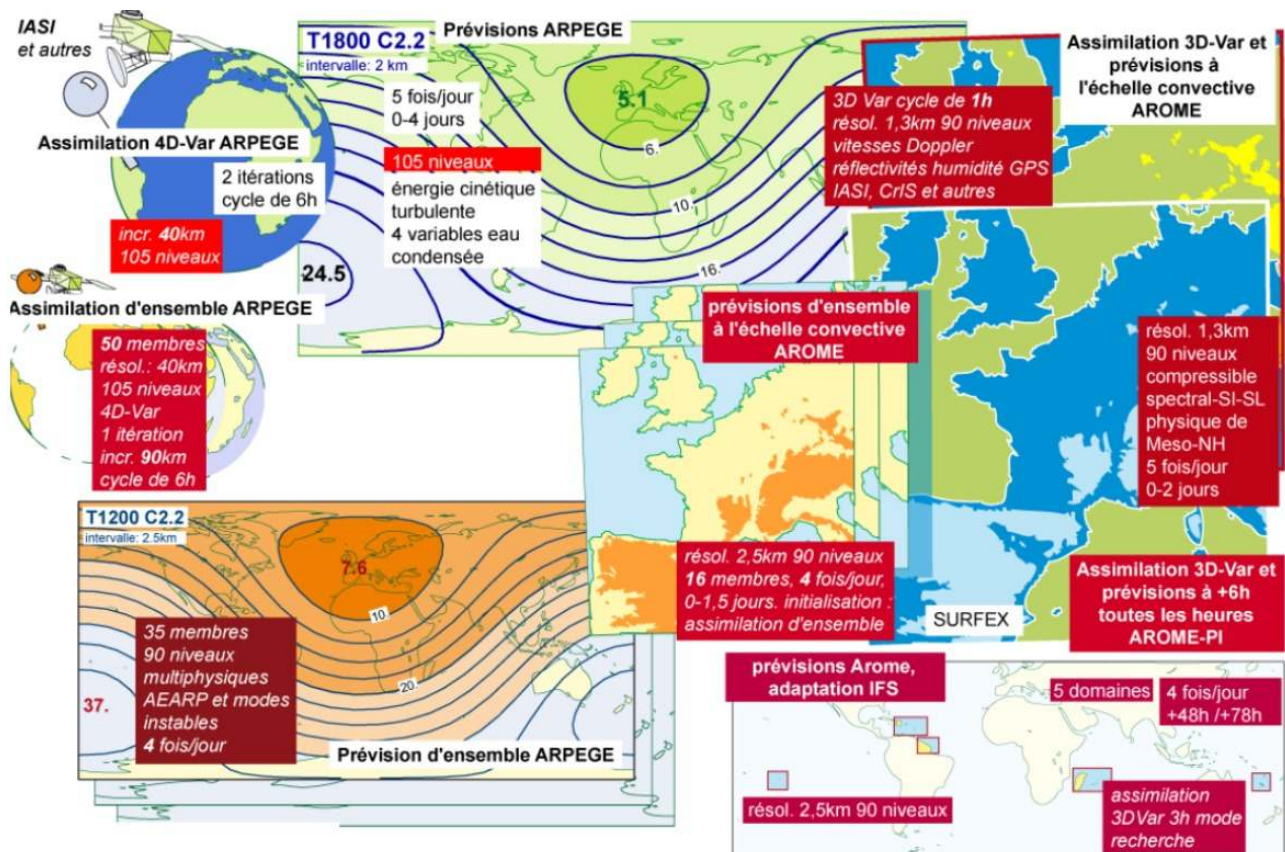 IASI
et autres
Assimilation 4D-Var ARPEGE
2 itérations
cycle de 6h
incr. 40km
105 niveaux
T1800 C2.2
intervalle: 2 km
Prévisions ARPEGE
5 fois/jour
0-4 jours
105 niveaux
énergie cinétique
turbulente
4 variables eau
condensée
5.1
6.
10.
16.
24.5
Assimilation 3D-Var et
prévisions à
l'échelle convective
AROME
3D Var cycle de 1h
résol. 1,3km 90 niveaux
vitesses Doppler
réflectivités humidité GPS
IASI, CrIS et autres
résol. 1,3km
90 niveaux
compressible
spectral-SI-SL
physique de
Meso-NH
5 fois/jour
0-2 jours
Assimilation d'ensemble ARPEGE
50 membres
résol.: 40km
105 niveaux
4D-Var
1 itération
incr. 90km
cycle de 6h
prévisions d'ensemble
à l'échelle convective
AROME
résol. 2,5km 90 niveaux
16 membres, 4 fois/jour,
0-1,5 jours. initialisation :
assimilation d'ensemble
SURFEX
Assimilation 3D-Var et
prévisions à +6h
toutes les heures
AROME-PI
T1200 C2.2
intervalle: 2.5km
7.6
10.
20.
37.
35 membres
90 niveaux
multiphysiques
AEARP et modes
instables
4 fois/jour
Prévision d'ensemble ARPEGE
prévisions Arome,
adaptation IFS
5 domaines
4 fois/jour
+48h /+78h
résol. 2,5km 90 niveaux
assimilation
3DVar 3h mode
recherche